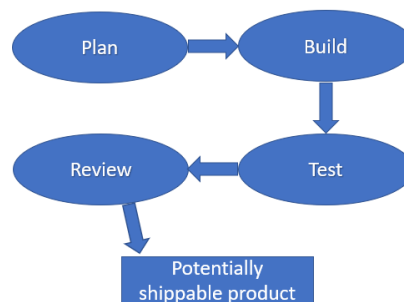 Plan
Build
Review
Test
Potentially
shippable product